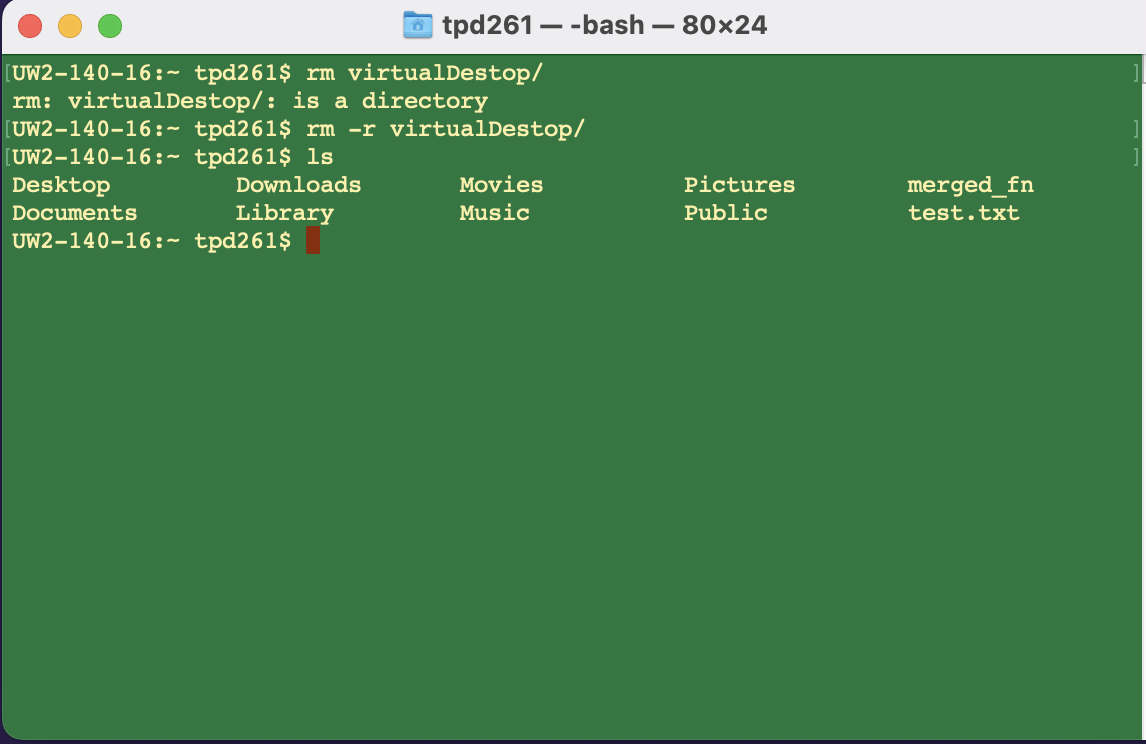 tpd261 — -bash — 80×24
[UW2-140-16:~ tpd261$ rm virtualDestop/ ]
rm: virtualDestop/: is a directory
[UW2-140-16:~ tpd261$ rm -r virtualDestop/ ]
[UW2-140-16:~ tpd261$ ls ]
Desktop Downloads Movies Pictures merged_fn
Documents Library Music Public test.txt
UW2-140-16:~ tpd261$